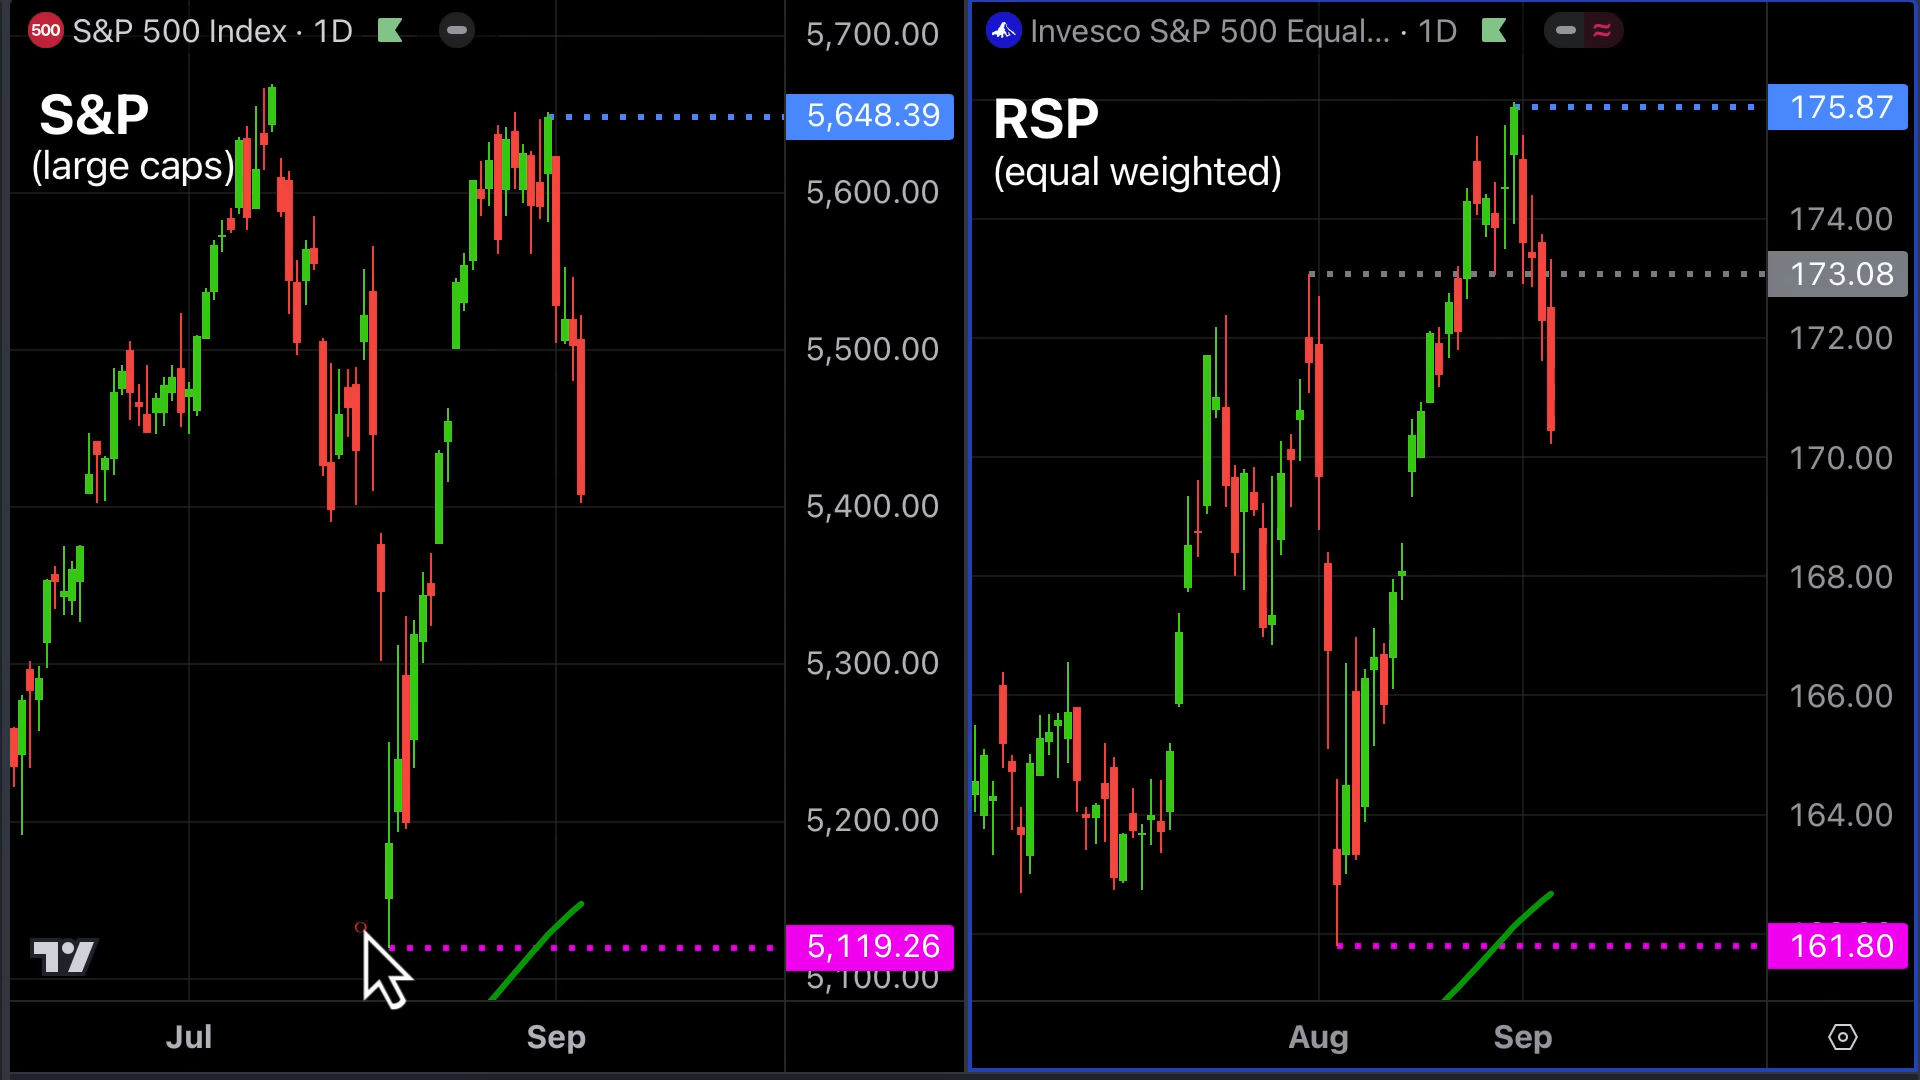 500 S&P 500 Index · 1D
S&P
(large caps)
5,700.00
5,648.39
5,600.00
5,500.00
5,400.00
5,300.00
5,200.00
5,119.26
5,100.00
Jul Sep
Invesco S&P 500 Equal... · 1D
RSP
(equal weighted)
175.87
174.00
173.08
172.00
170.00
168.00
166.00
164.00
161.80
Aug Sep